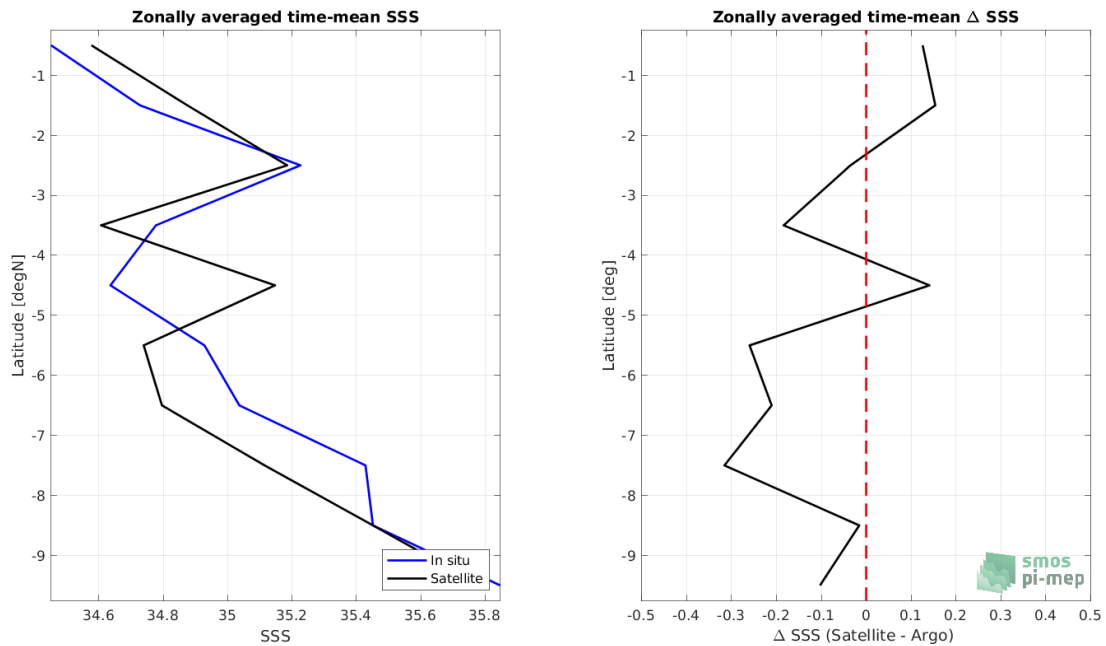 Zonally averaged time-mean SSS
-1
-2
-3
-4
-5
-6
-7
-8
-9
Latitude [degN]
34.6 34.8 35 35.2 35.4 35.6 35.8
SSS
In situ
Satellite
Zonally averaged time-mean Δ SSS
-1
-2
-3
-4
-5
-6
-7
-8
-9
Latitude [deg]
-0.5 -0.4 -0.3 -0.2 -0.1 0 0.1 0.2 0.3 0.4 0.5
Δ SSS (Satellite - Argo)
smos
pi-mep